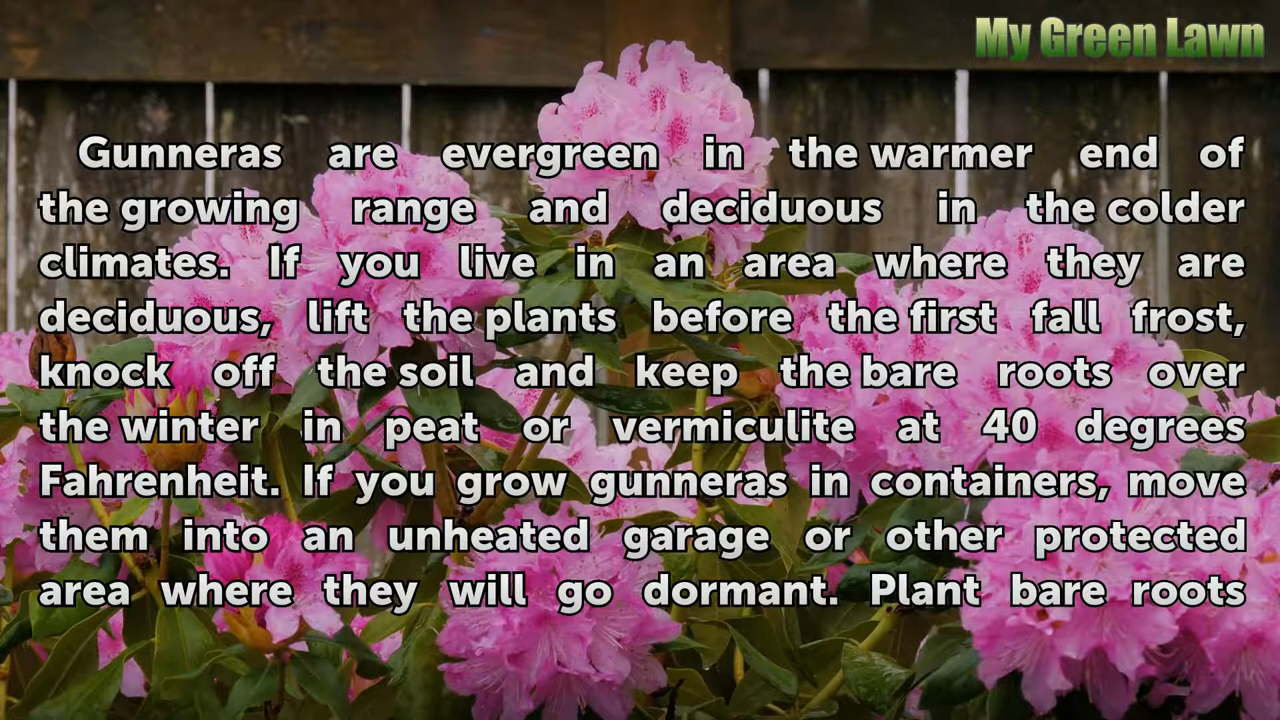 My Green Lawn
Gunneras are evergreen in the warmer end of
the growing range and deciduous in the colder
climates. If you live in an area where they are
deciduous, lift the plants before the first fall frost,
knock off the soil and keep the bare roots over
the winter in peat or vermiculite at 40 degrees
Fahrenheit. If you grow gunneras in containers, move
them into an unheated garage or other protected
area where they will go dormant. Plant bare roots